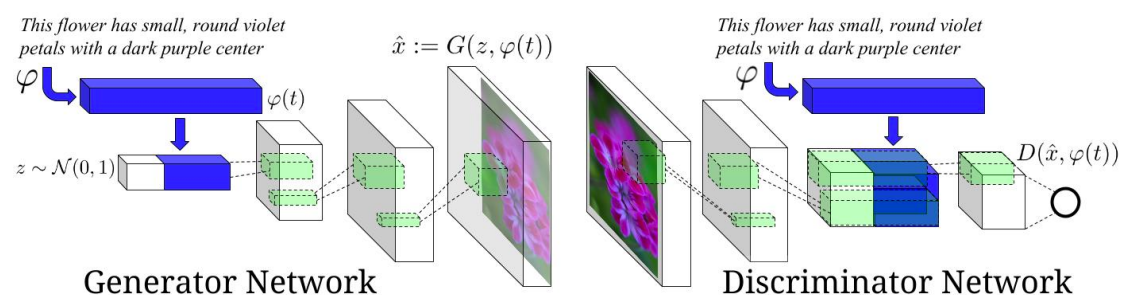 This flower has small, round violet
petals with a dark purple center
φ
φ(t)
z ∼ 𝒩(0, 1)
x̂ := G(z, φ(t))
Generator Network
This flower has small, round violet
petals with a dark purple center
φ
D(x̂, φ(t))
Discriminator Network